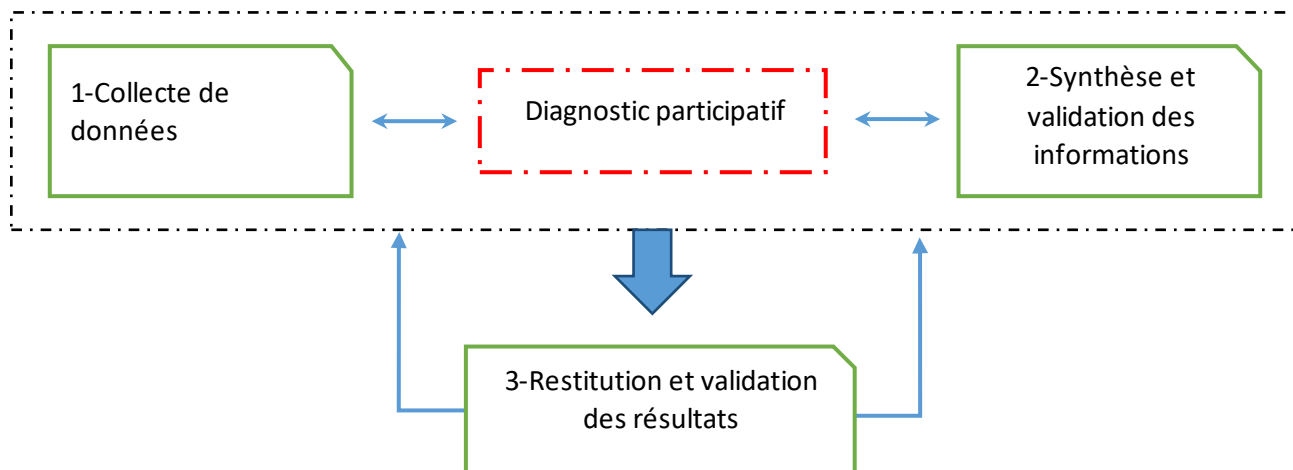 1-Collecte de
données
Diagnostic participatif
2-Synthèse et
validation des
informations
3-Restitution et validation
des résultats